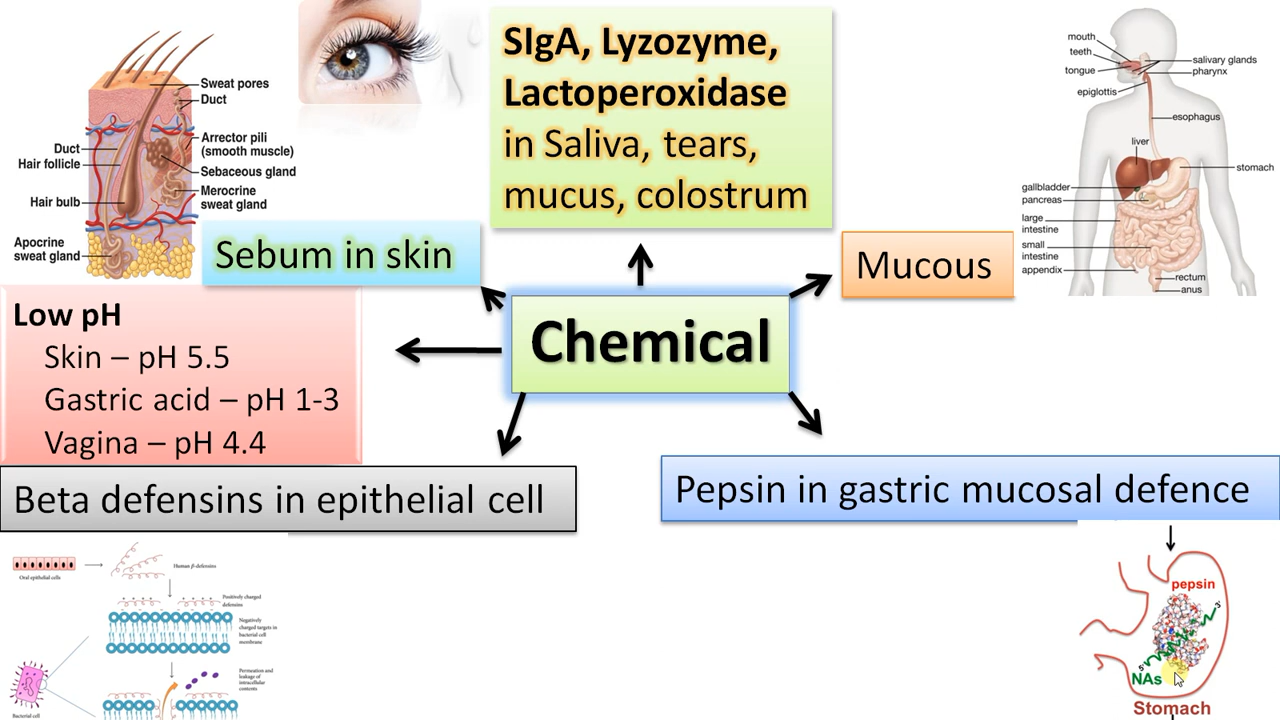 SIgA, Lyzozyme,
Lactoperoxidase
in Saliva, tears,
mucus, colostrum
Sweat pores
Duct
Arrector pili
(smooth muscle)
Sebaceous gland
Merocrine
sweat gland
Duct
Hair follicle
Hair bulb
Apocrine
sweat gland
mouth
teeth
tongue
epiglottis
salivary glands
pharynx
esophagus
liver
stomach
gallbladder
pancreas
large
intestine
small
intestine
appendix
rectum
anus
Sebum in skin
Mucous
Chemical
Low pH
Skin – pH 5.5
Gastric acid – pH 1-3
Vagina – pH 4.4
Beta defensins in epithelial cell
Pepsin in gastric mucosal defence
Oral epithelial cells
Human β-defensins
Positively charged
defensins
Negatively
charged targets in
bacterial cell
membrane
Permeation and
leakage of
intracellular
contents
Bacterial cell
pepsin
3'
5'
NAs
Stomach